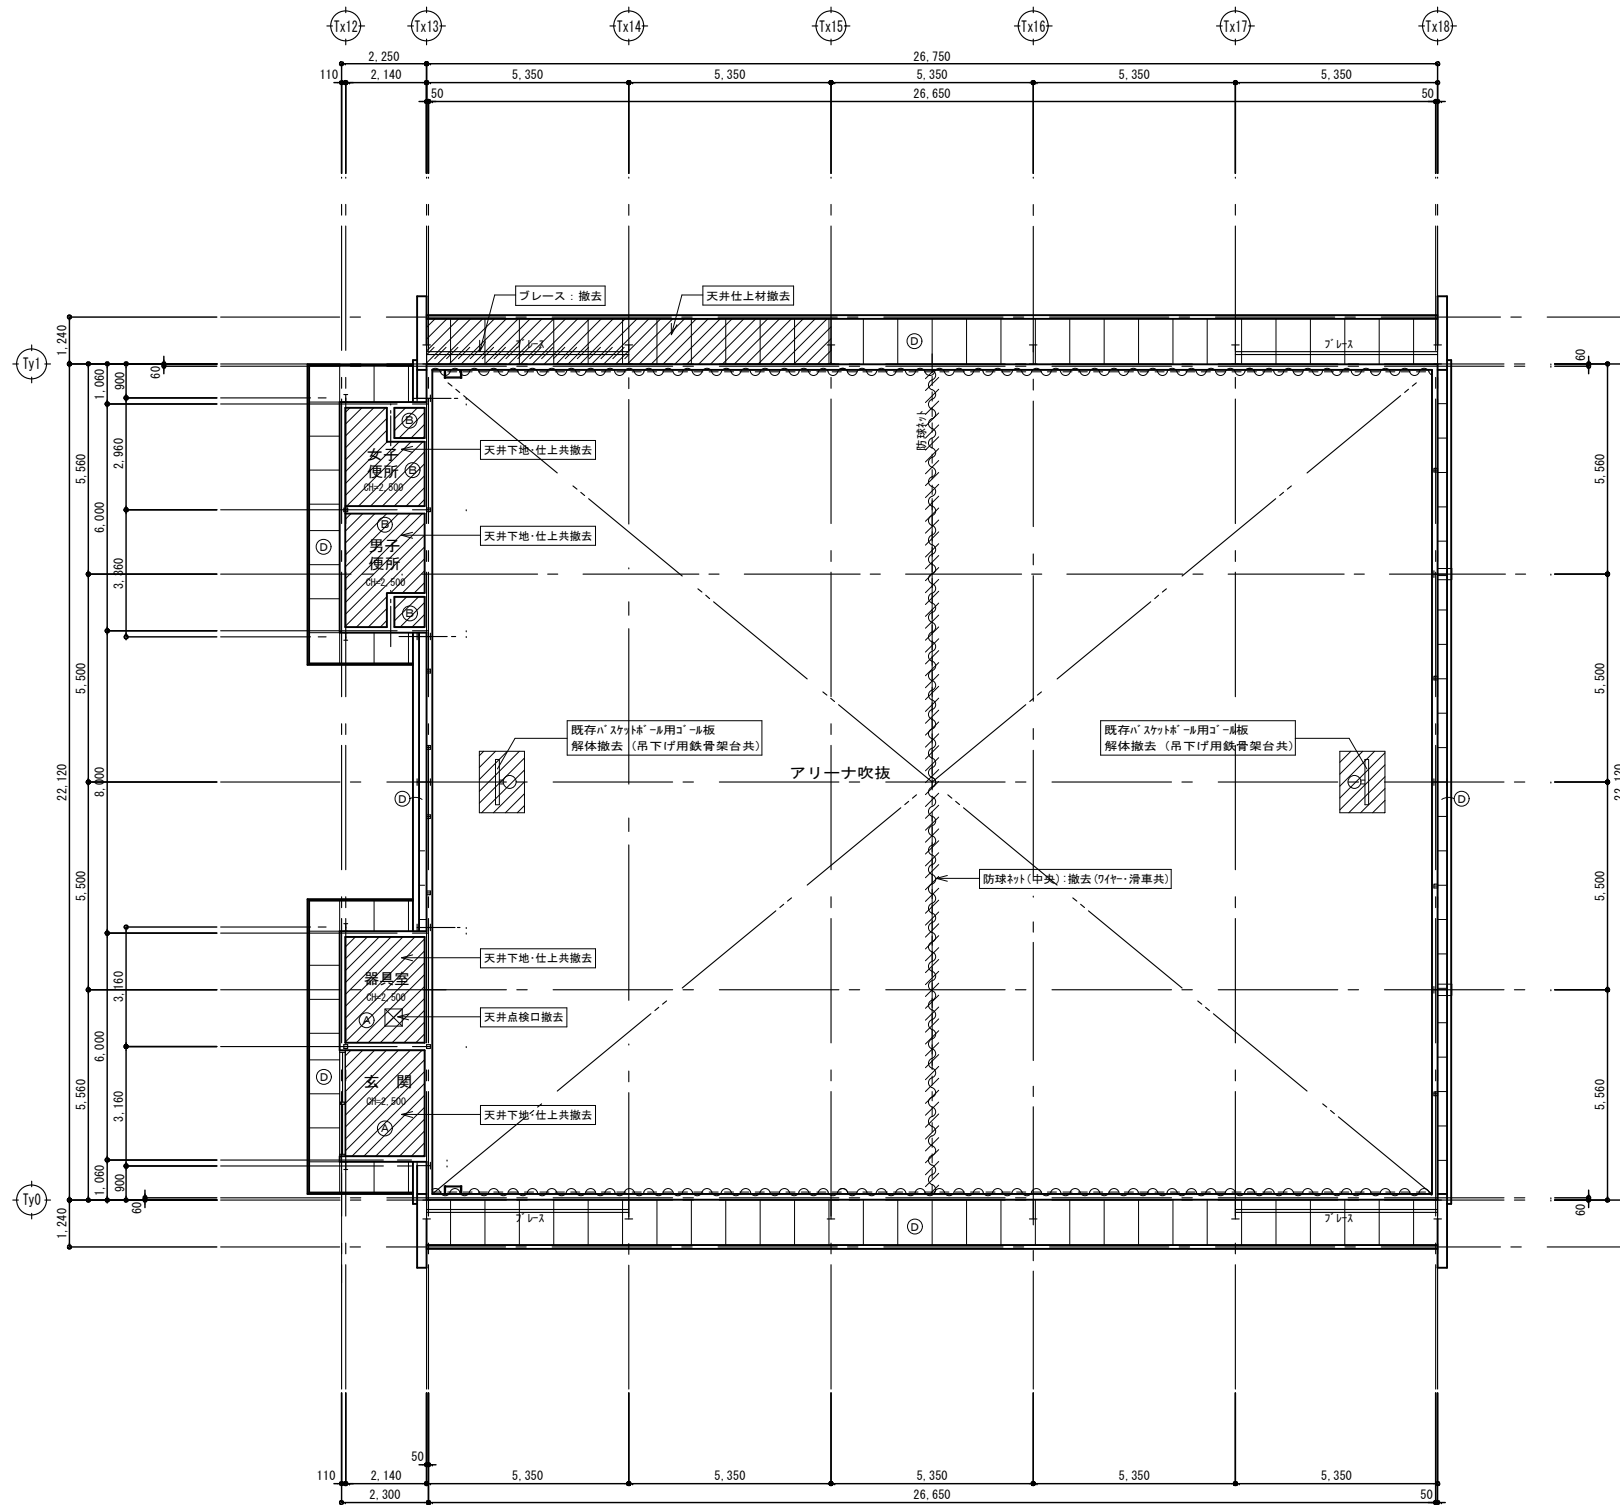 Tx12 Tx13 Tx14 Tx15 Tx16 Tx17 Tx18
2,250 26,750
110 2,140 5,350 5,350 5,350 5,350 5,350
50 26,650 50
ブレース：撤去
天井仕上材撤去
1,240
Ty1
ブレース
D
ブレース
60
60
1,060
900
防球ネット
B
女子
便所
CH=2,500
B
天井下地・仕上共撤去
2,960
5,560
6,000
5,560
B
男子
便所
CH=2,500
天井下地・仕上共撤去
D
3,360
B
5,500
5,500
既存バスケットボール用ゴール板
解体撤去（吊下げ用鉄骨架台共）
既存バスケットボール用ゴール板
解体撤去（吊下げ用鉄骨架台共）
アリーナ吹抜
22,120
8,000
22,120
D
D
防球ネット(中央):撤去(ワイヤー・滑車共)
5,500
5,500
天井下地・仕上共撤去
3,160
器具室
CH=2,500
A
天井点検口撤去
6,000
D
玄 関
CH=2,500
天井下地・仕上共撤去
A
5,560
3,160
5,560
1,060
900
Ty0
60
60
ブレース
D
ブレース
1,240
50
110 2,140 5,350 5,350 5,350 5,350 5,350
2,300 26,650 50